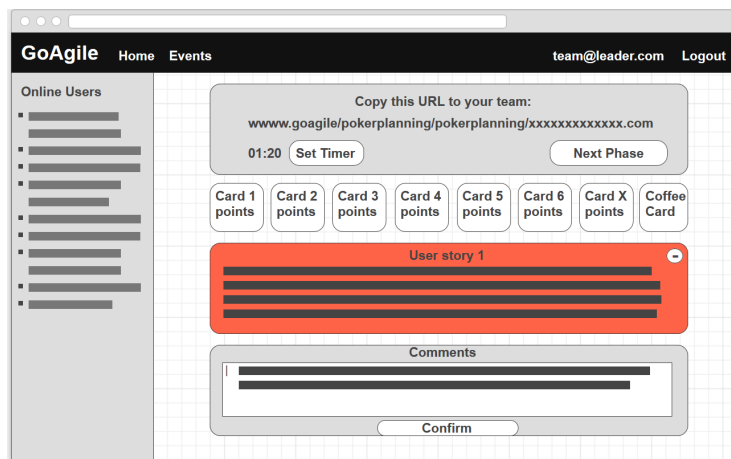 GoAgile Home Events team@leader.com Logout
Online Users
Copy this URL to your team:
wwww.goagile/pokerplanning/pokerplanning/xxxxxxxxxxxxx.com
01:20 Set Timer Next Phase
Card 1 points
Card 2 points
Card 3 points
Card 4 points
Card 5 points
Card 6 points
Card X points
Coffee Card
User story 1 -
Comments
Confirm